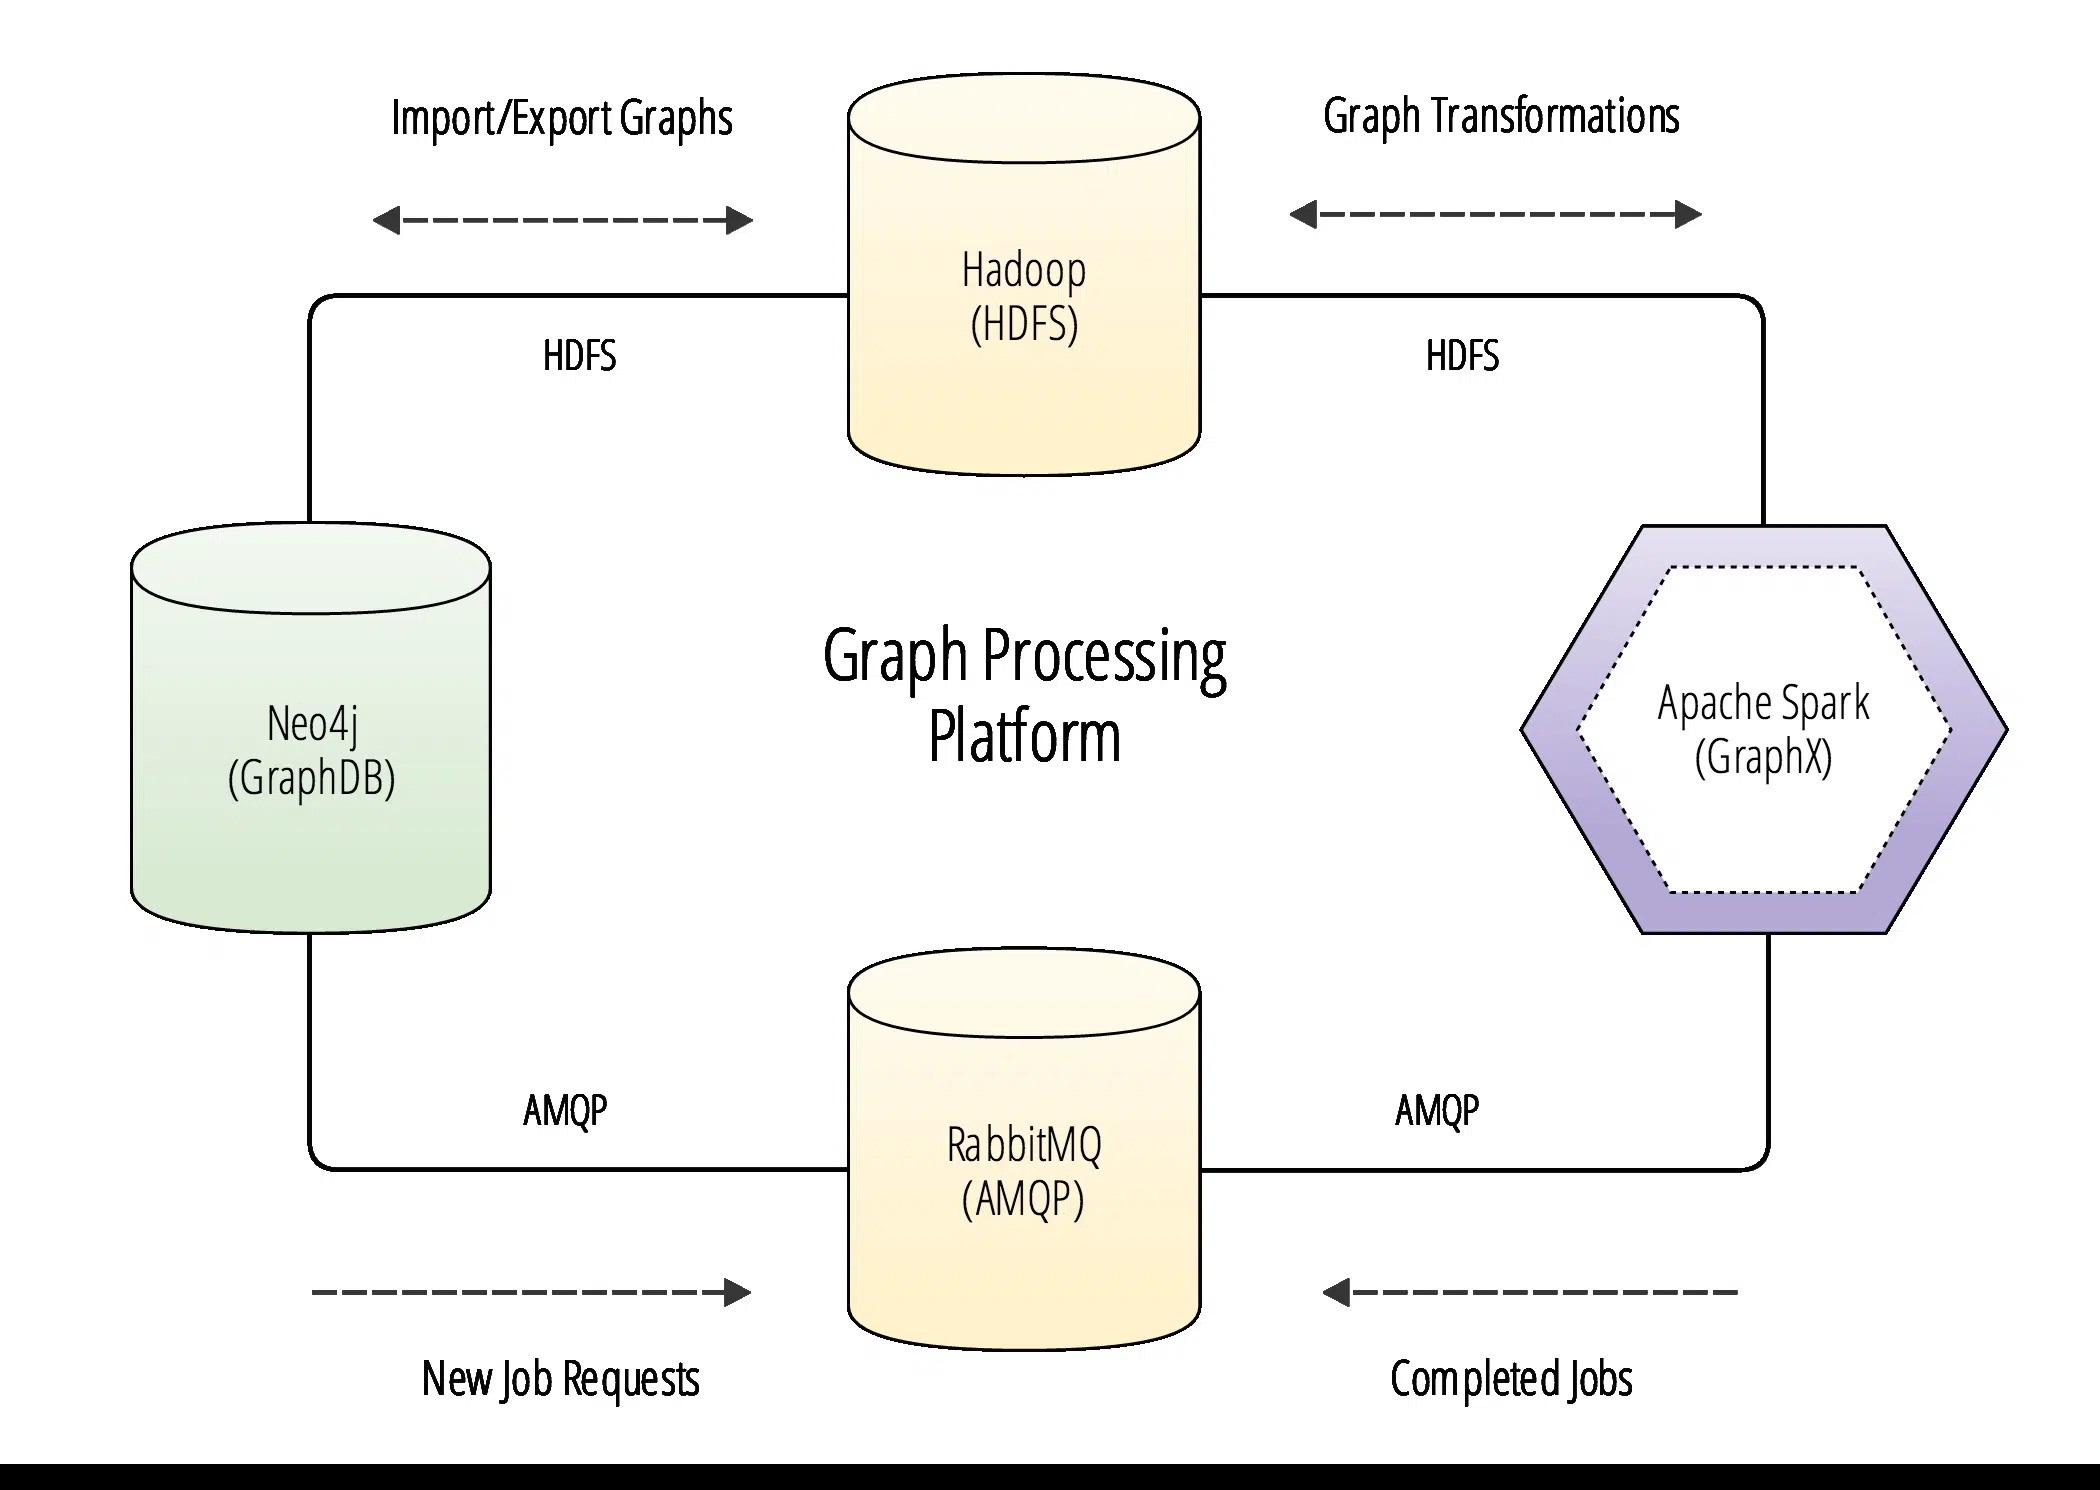 Import/Export Graphs
Graph Transformations
Hadoop
(HDFS)
HDFS
HDFS
Graph Processing
Platform
Neo4j
(GraphDB)
Apache Spark
(GraphX)
AMQP
AMQP
RabbitMQ
(AMQP)
New Job Requests
Completed Jobs